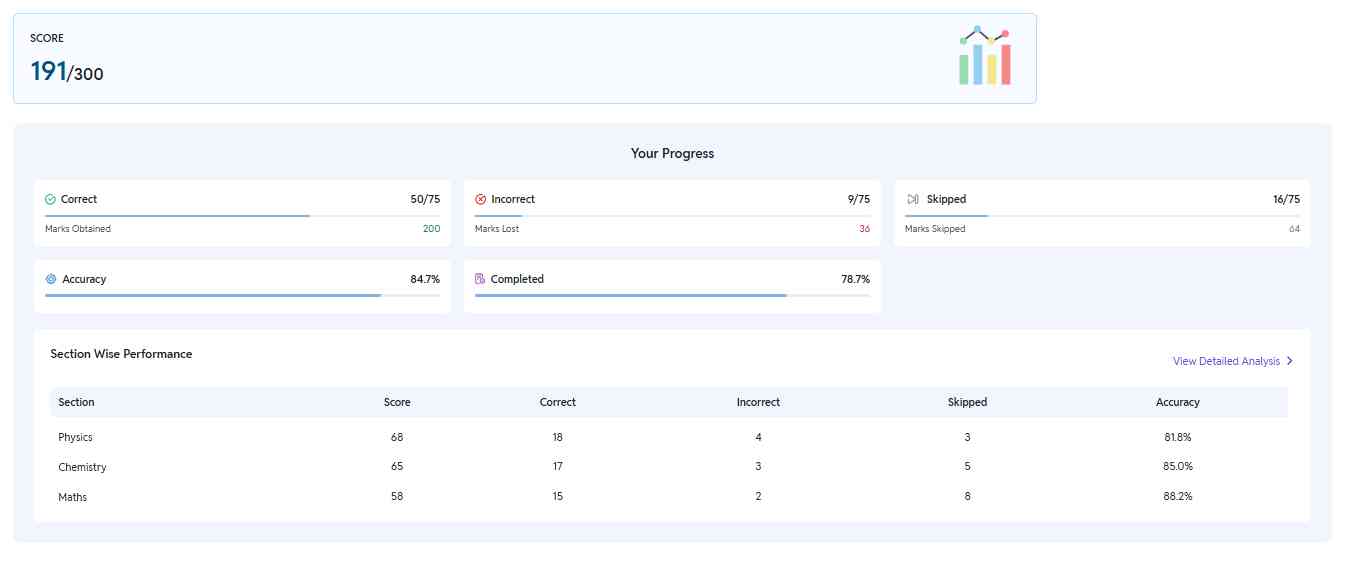 SCORE
191/300
Your Progress
Correct 50/75
Marks Obtained 200
Incorrect 9/75
Marks Lost 36
Skipped 16/75
Marks Skipped 64
Accuracy 84.7%
Completed 78.7%
Section Wise Performance
View Detailed Analysis
Section Score Correct Incorrect Skipped Accuracy
Physics 68 18 4 3 81.8%
Chemistry 65 17 3 5 85.0%
Maths 58 15 2 8 88.2%